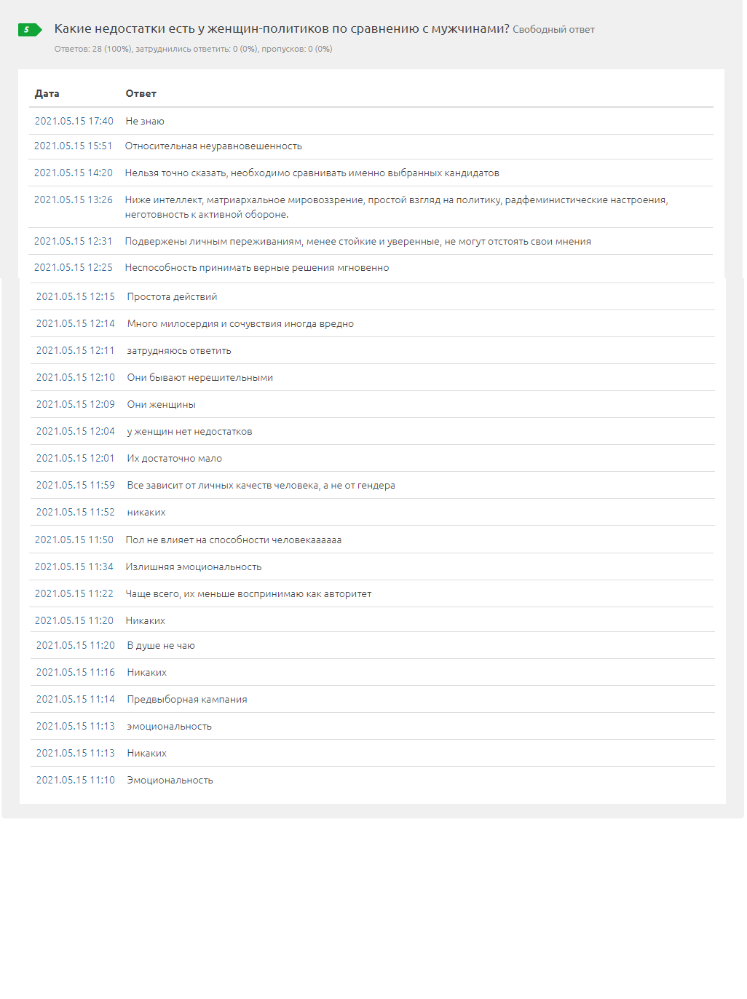 5 Какие недостатки есть у женщин-политиков по сравнению с мужчинами? Свободный ответ
Ответов: 28 (100%), затруднились ответить: 0 (0%), пропусков: 0 (0%)
Дата Ответ
2021.05.15 17:40 Не знаю
2021.05.15 15:51 Относительная неуравновешенность
2021.05.15 14:20 Нельзя точно сказать, необходимо сравнивать именно выбранных кандидатов
2021.05.15 13:26 Ниже интеллект, матриархальное мировоззрение, простой взгляд на политику, радфеминистические настроения,
неготовность к активной обороне.
2021.05.15 12:31 Подвержены личным переживаниям, менее стойкие и уверенные, не могут отстоять свои мнения
2021.05.15 12:25 Неспособность принимать верные решения мгновенно
2021.05.15 12:15 Простота действий
2021.05.15 12:14 Много милосердия и сочувствия иногда вредно
2021.05.15 12:11 затрудняюсь ответить
2021.05.15 12:10 Они бывают нерешительными
2021.05.15 12:09 Они женщины
2021.05.15 12:04 у женщин нет недостатков
2021.05.15 12:01 Их достаточно мало
2021.05.15 11:59 Все зависит от личных качеств человека, а не от гендера
2021.05.15 11:52 никаких
2021.05.15 11:50 Пол не влияет на способности человекаааааа
2021.05.15 11:34 Излишняя эмоциональность
2021.05.15 11:22 Чаще всего, их меньше воспринимаю как авторитет
2021.05.15 11:20 Никаких
2021.05.15 11:20 В душе не чаю
2021.05.15 11:16 Никаких
2021.05.15 11:14 Предвыборная кампания
2021.05.15 11:13 эмоциональность
2021.05.15 11:13 Никаких
2021.05.15 11:10 Эмоциональность